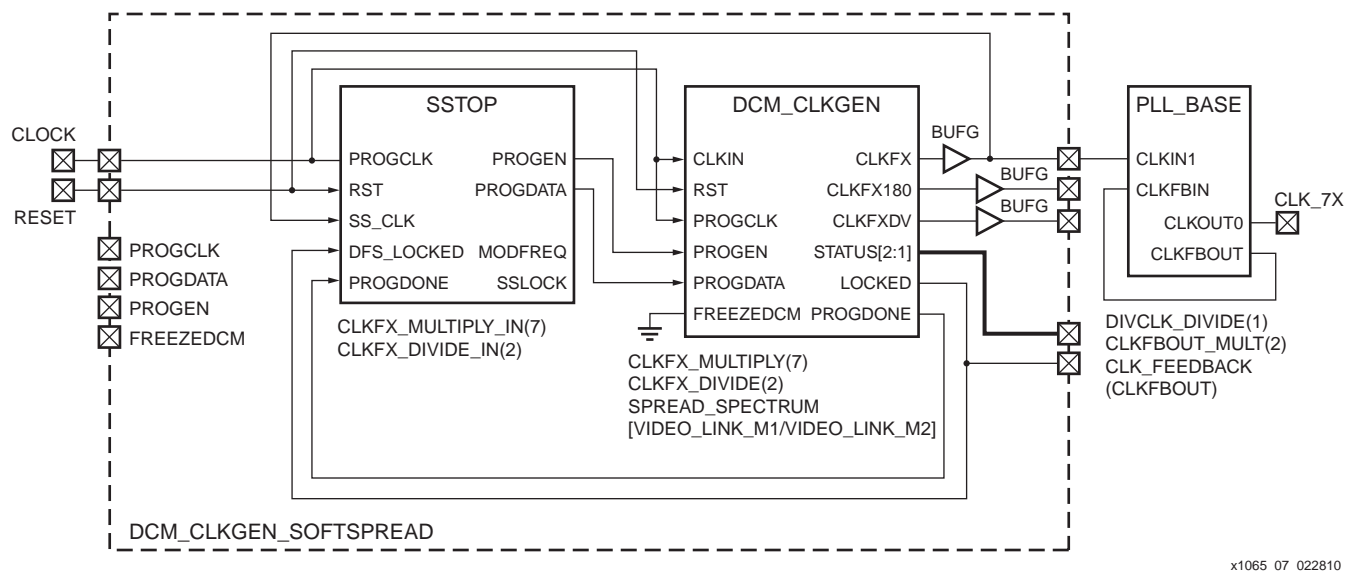 CLOCK
RESET
PROGCLK
PROGDATA
PROGEN
FREEZEDCM
SSTOP
PROGCLK
RST
SS_CLK
DFS_LOCKED
PROGDONE
PROGEN
PROGDATA
MODFREQ
SSLOCK
CLKFX_MULTIPLY_IN(7)
CLKFX_DIVIDE_IN(2)
DCM_CLKGEN
CLKIN
RST
PROGCLK
PROGEN
PROGDATA
FREEZEDCM
CLKFX
CLKFX180
CLKFXDV
STATUS[2:1]
LOCKED
PROGDONE
CLKFX_MULTIPLY(7)
CLKFX_DIVIDE(2)
SPREAD_SPECTRUM
[VIDEO_LINK_M1/VIDEO_LINK_M2]
BUFG
BUFG
BUFG
PLL_BASE
CLKIN1
CLKFBIN
CLKOUT0
CLKFBOUT
CLK_7X
DIVCLK_DIVIDE(1)
CLKFBOUT_MULT(2)
CLK_FEEDBACK
(CLKFBOUT)
DCM_CLKGEN_SOFTSPREAD
x1065_07_022810